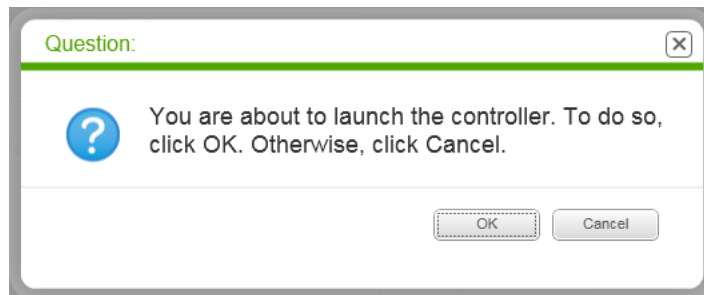 Question:
You are about to launch the controller. To do so,
click OK. Otherwise, click Cancel.
OK Cancel